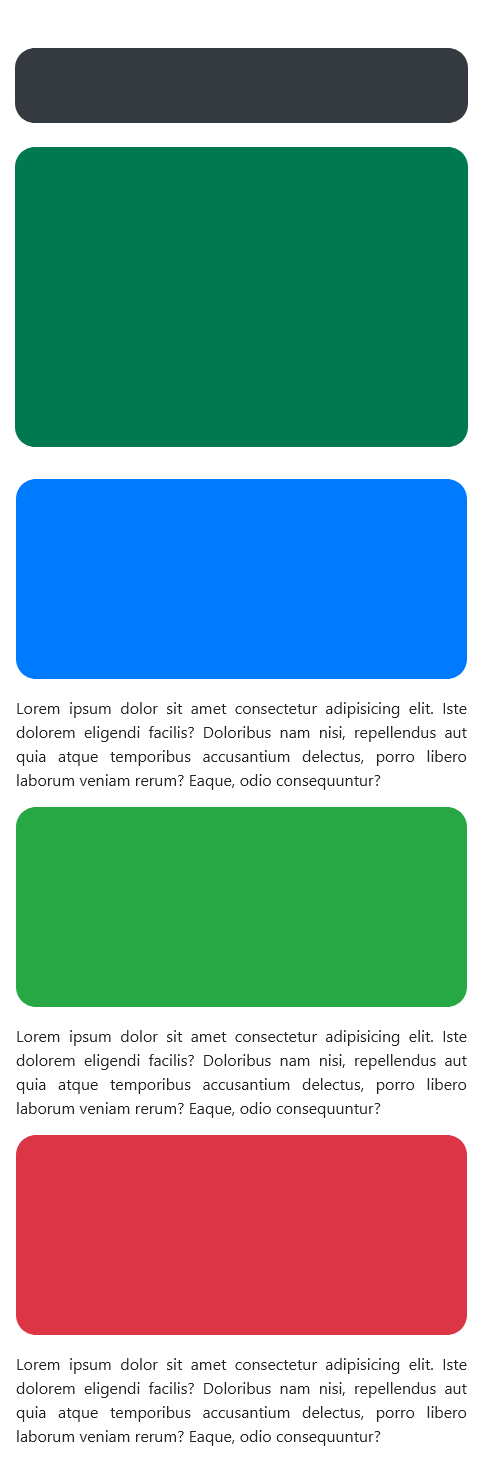 Lorem ipsum dolor sit amet consectetur adipisicing elit. Iste
dolorem eligendi facilis? Doloribus nam nisi, repellendus aut
quia atque temporibus accusantium delectus, porro libero
laborum veniam rerum? Eaque, odio consequuntur?
Lorem ipsum dolor sit amet consectetur adipisicing elit. Iste
dolorem eligendi facilis? Doloribus nam nisi, repellendus aut
quia atque temporibus accusantium delectus, porro libero
laborum veniam rerum? Eaque, odio consequuntur?
Lorem ipsum dolor sit amet consectetur adipisicing elit. Iste
dolorem eligendi facilis? Doloribus nam nisi, repellendus aut
quia atque temporibus accusantium delectus, porro libero
laborum veniam rerum? Eaque, odio consequuntur?